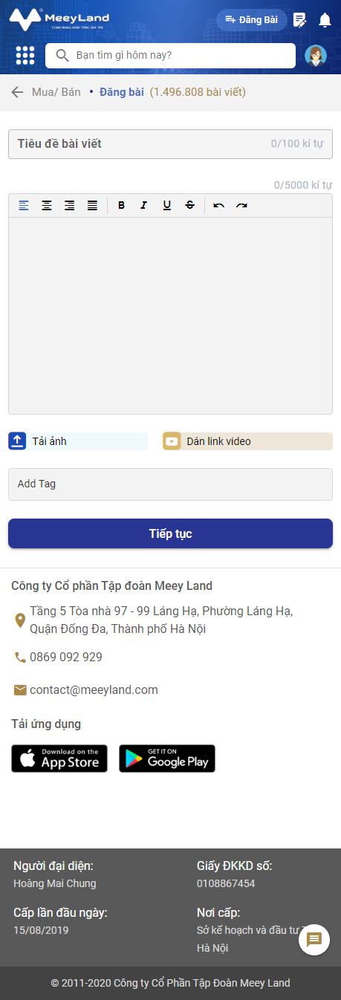 MeeyLand
CÔNG NHẬU KHAI THÁC GIÁ TRỊ
Đăng Bài
Bạn tìm gì hôm nay?
Mua/ Bán • Đăng bài (1.496.808 bài viết)
Tiêu đề bài viết 0/100 kí tự
0/5000 kí tự
B I U S
Tải ảnh Dán link video
Add Tag
Tiếp tục
Công ty Cổ phần Tập đoàn Meey Land
Tầng 5 Tòa nhà 97 - 99 Láng Hạ, Phường Láng Hạ,
Quận Đống Đa, Thành phố Hà Nội
0869 092 929
contact@meeyland.com
Tải ứng dụng
Download on the
App Store
GET IT ON
Google Play
Người đại diện: Giấy ĐKKD số:
Hoàng Mai Chung 0108867454
Cấp lần đầu ngày: Nơi cấp:
15/08/2019 Sở kế hoạch và đầu tư
Hà Nội
© 2011-2020 Công ty Cổ Phần Tập Đoàn Meey Land